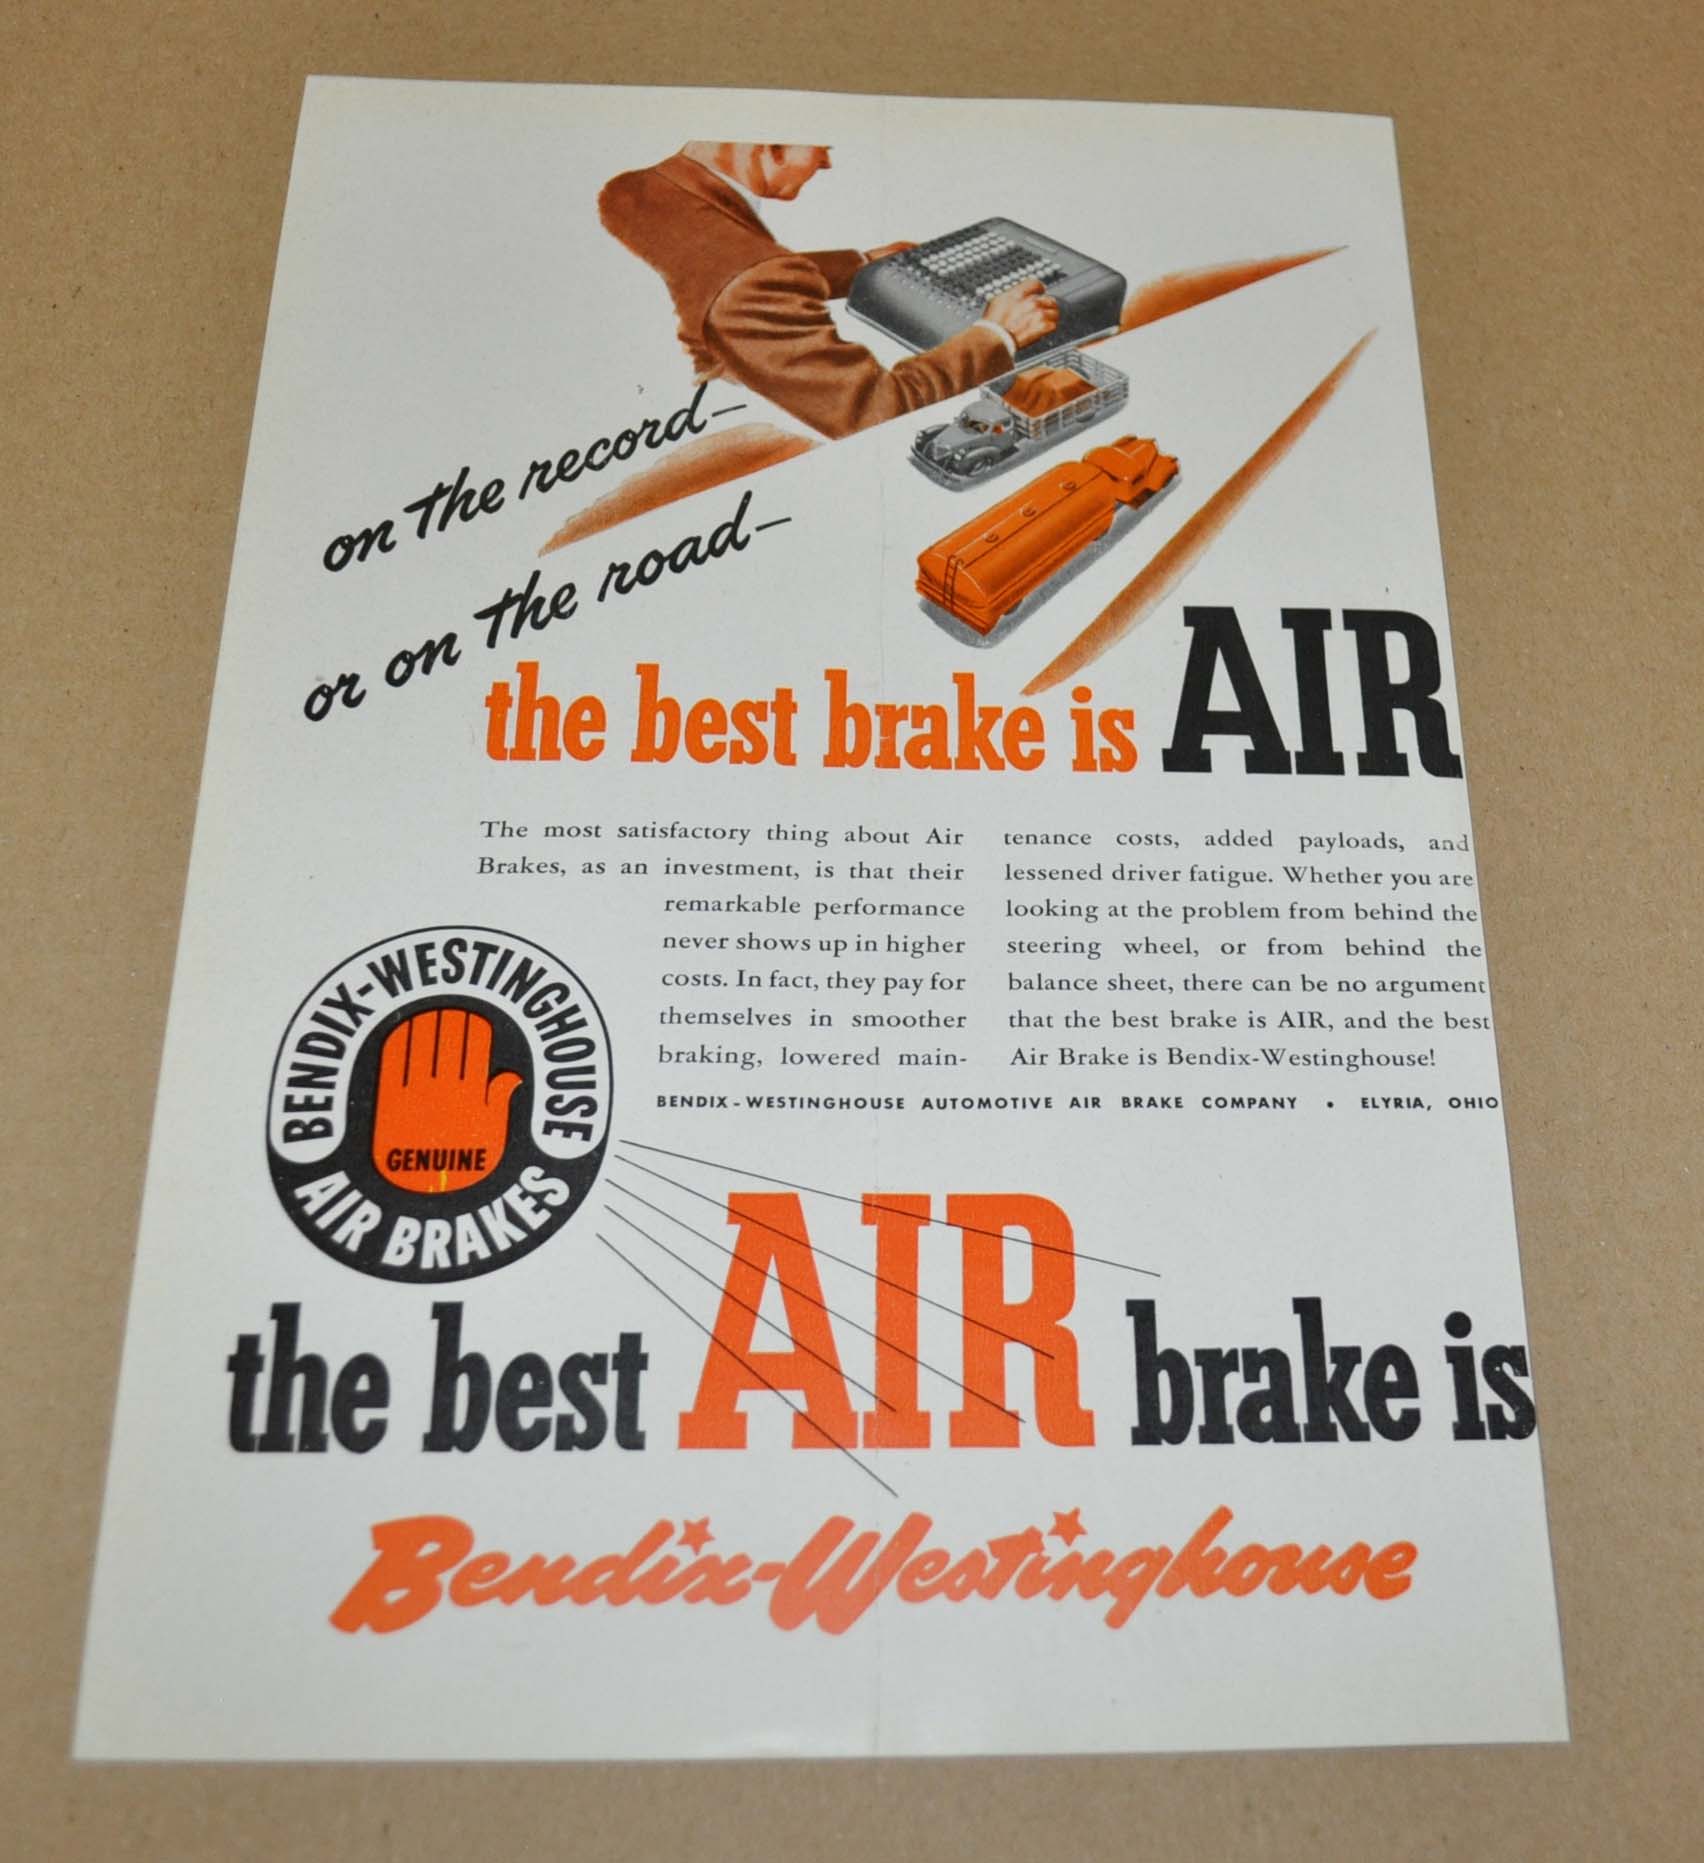 on the record—
or on the road—
the best brake is AIR
The most satisfactory thing about Air
Brakes, as an investment, is that their
remarkable performance
never shows up in higher
costs. In fact, they pay for
themselves in smoother
braking, lowered main-
tenance costs, added payloads, and
lessened driver fatigue. Whether you are
looking at the problem from behind the
steering wheel, or from behind the
balance sheet, there can be no argument
that the best brake is AIR, and the best
Air Brake is Bendix-Westinghouse!
BENDIX-WESTINGHOUSE AUTOMOTIVE AIR BRAKE COMPANY • ELYRIA, OHIO
BENDIX-WESTINGHOUSE
GENUINE
AIR BRAKES
the best AIR brake is
Bendix-Westinghouse